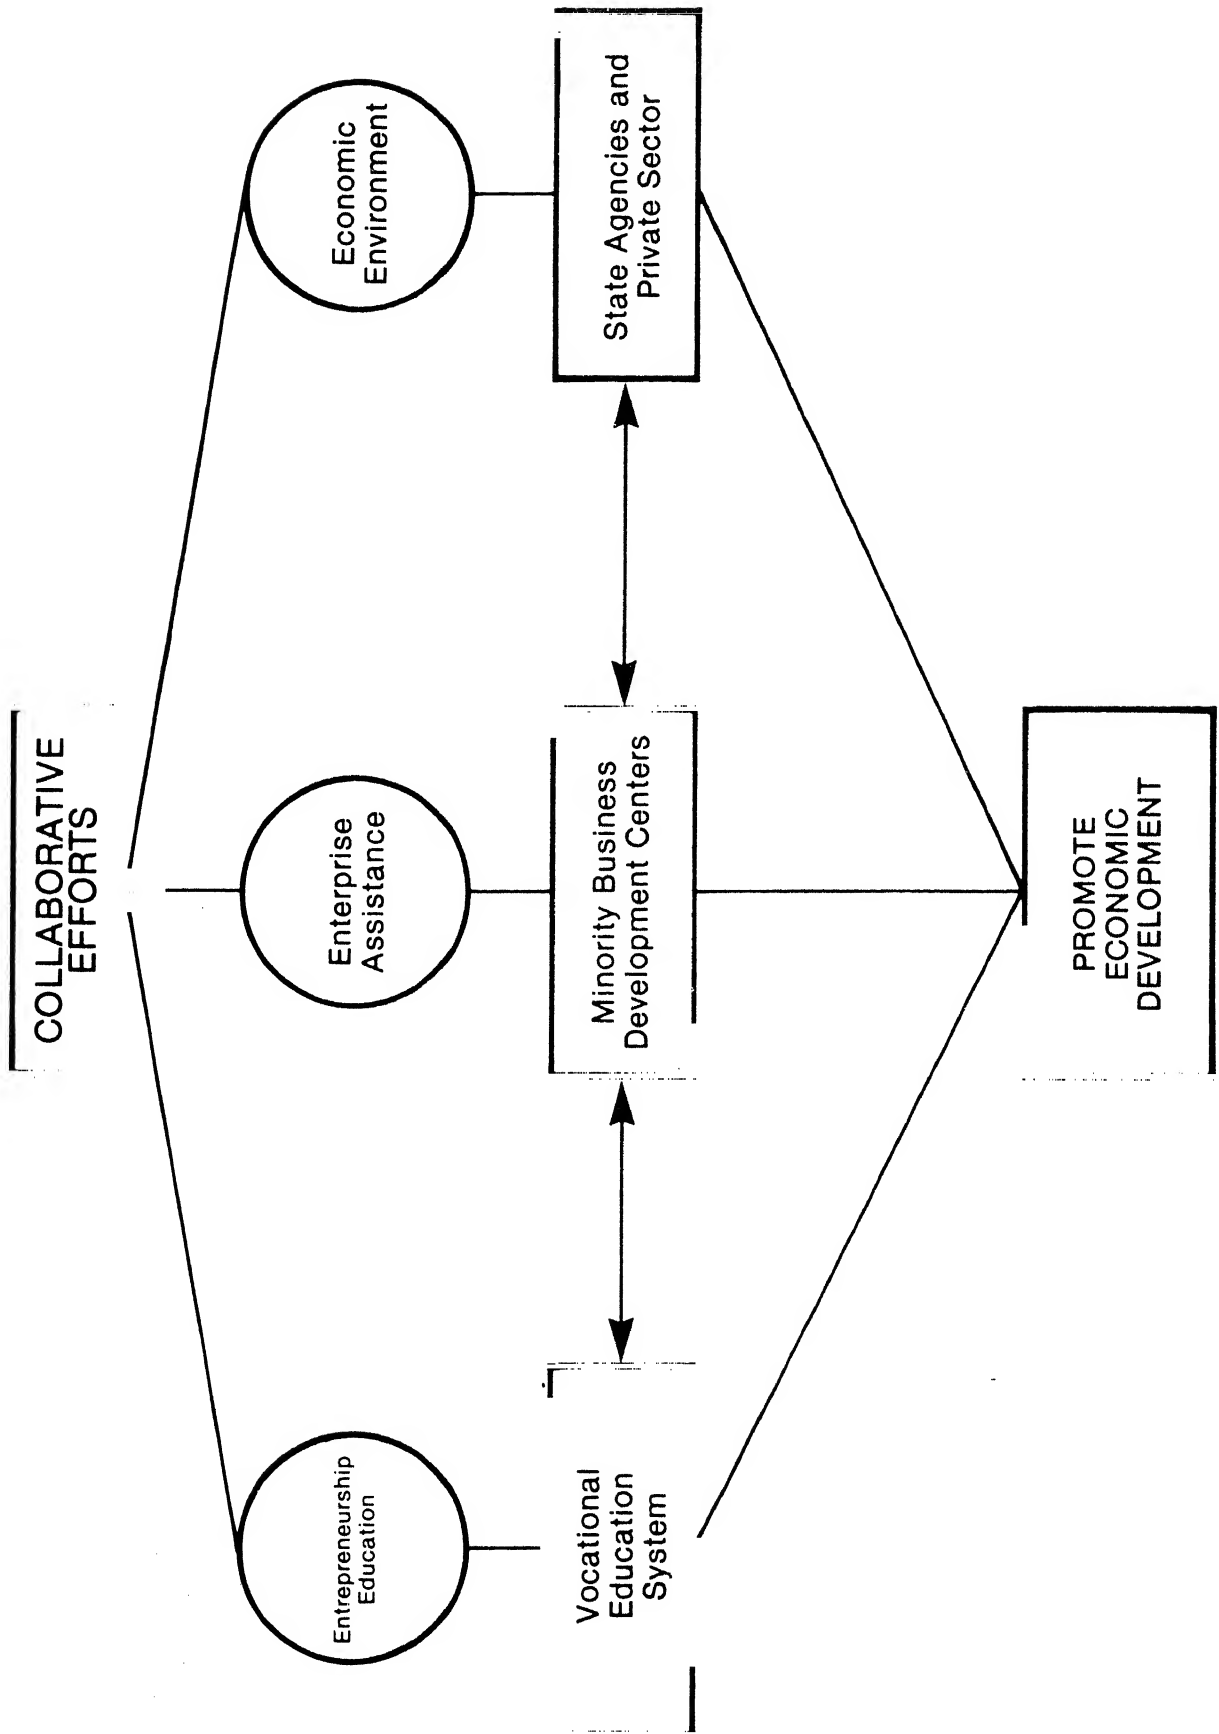 COLLABORATIVE
EFFORTS
Entrepreneurship
Education
Enterprise
Assistance
Economic
Environment
Vocational
Education
System
Minority Business
Development Centers
State Agencies and
Private Sector
PROMOTE
ECONOMIC
DEVELOPMENT